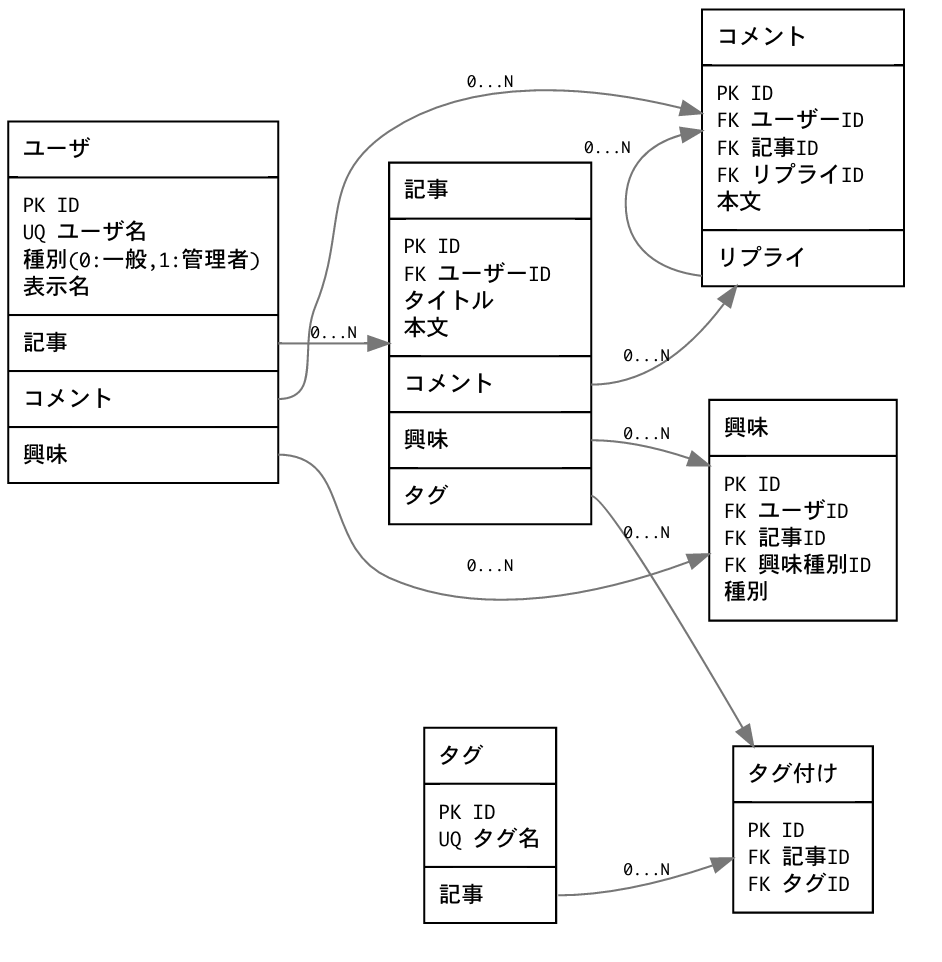 ユーザ
PK ID
UQ ユーザ名
種別(0:一般,1:管理者)
表示名
記事
コメント
興味
0...N
0...N
0...N
記事
PK ID
FK ユーザーID
タイトル
本文
コメント
興味
タグ
0...N
0...N
0...N
0...N
コメント
PK ID
FK ユーザーID
FK 記事ID
FK リプライID
本文
リプライ
興味
PK ID
FK ユーザID
FK 記事ID
FK 興味種別ID
種別
タグ
PK ID
UQ タグ名
記事
0...N
タグ付け
PK ID
FK 記事ID
FK タグID